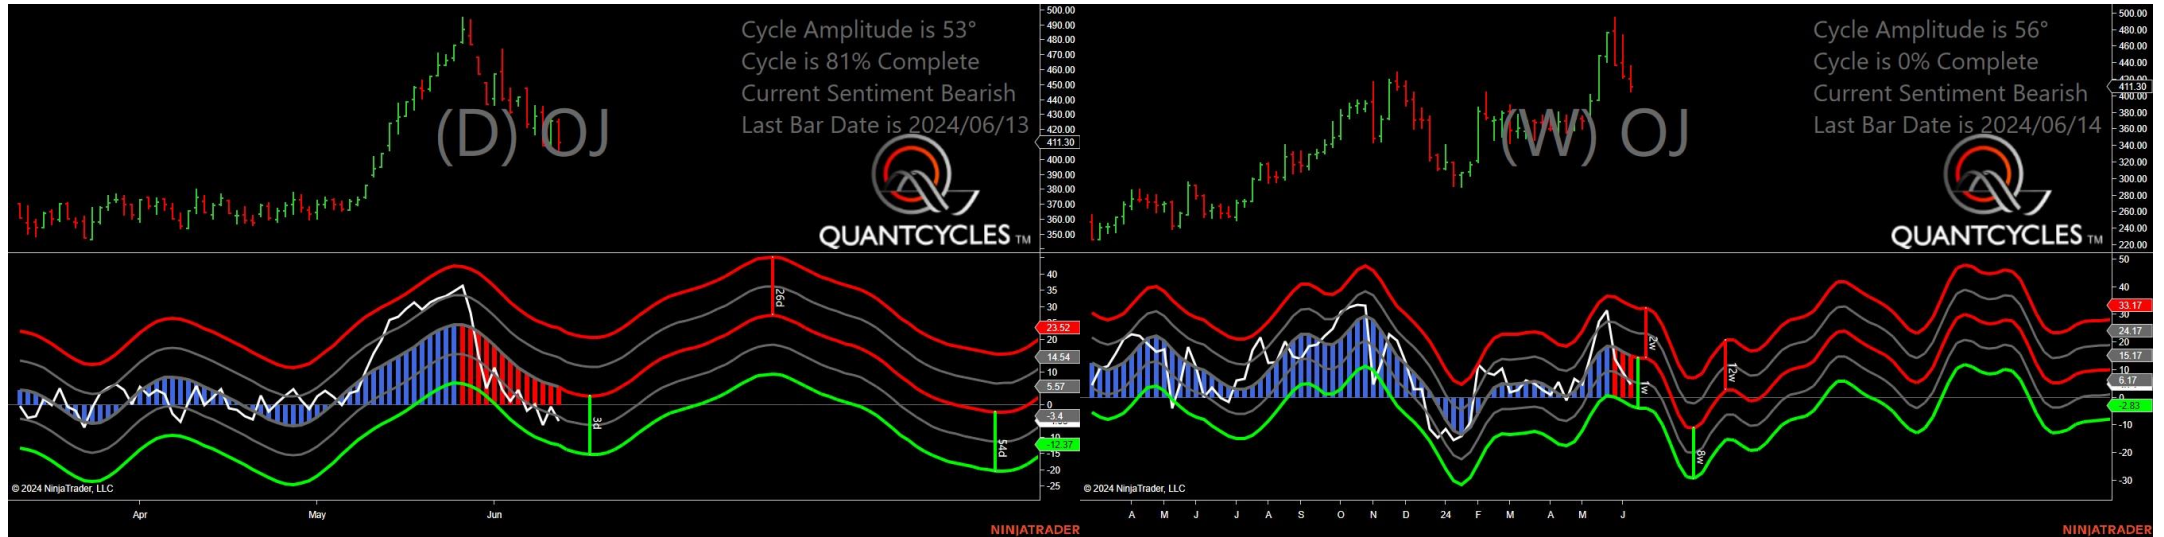 Cycle Amplitude is 53°
Cycle is 81% Complete
Current Sentiment Bearish
Last Bar Date is 2024/06/13
(D) OJ
QUANTCYCLES TM
500.00
490.00
480.00
470.00
460.00
450.00
440.00
430.00
420.00
411.30
400.00
390.00
380.00
370.00
360.00
350.00
26d
3d
54d
40
35
30
23.52
20
14.54
10
5.57
0
-3.4
-12.37
-15
-20
-25
© 2024 NinjaTrader, LLC
Apr May Jun
NINJATRADER
Cycle Amplitude is 56°
Cycle is 0% Complete
Current Sentiment Bearish
Last Bar Date is 2024/06/14
(W) OJ
QUANTCYCLES TM
500.00
480.00
460.00
440.00
420.00
411.30
400.00
380.00
360.00
340.00
320.00
300.00
280.00
260.00
240.00
220.00
2w
1w
12w
8w
50
40
33.17
30
24.17
20
15.17
10
6.17
0
-2.83
-10
-20
-30
© 2024 NinjaTrader, LLC
A M J J A S O N D 24 F M A M J
NINJATRADER